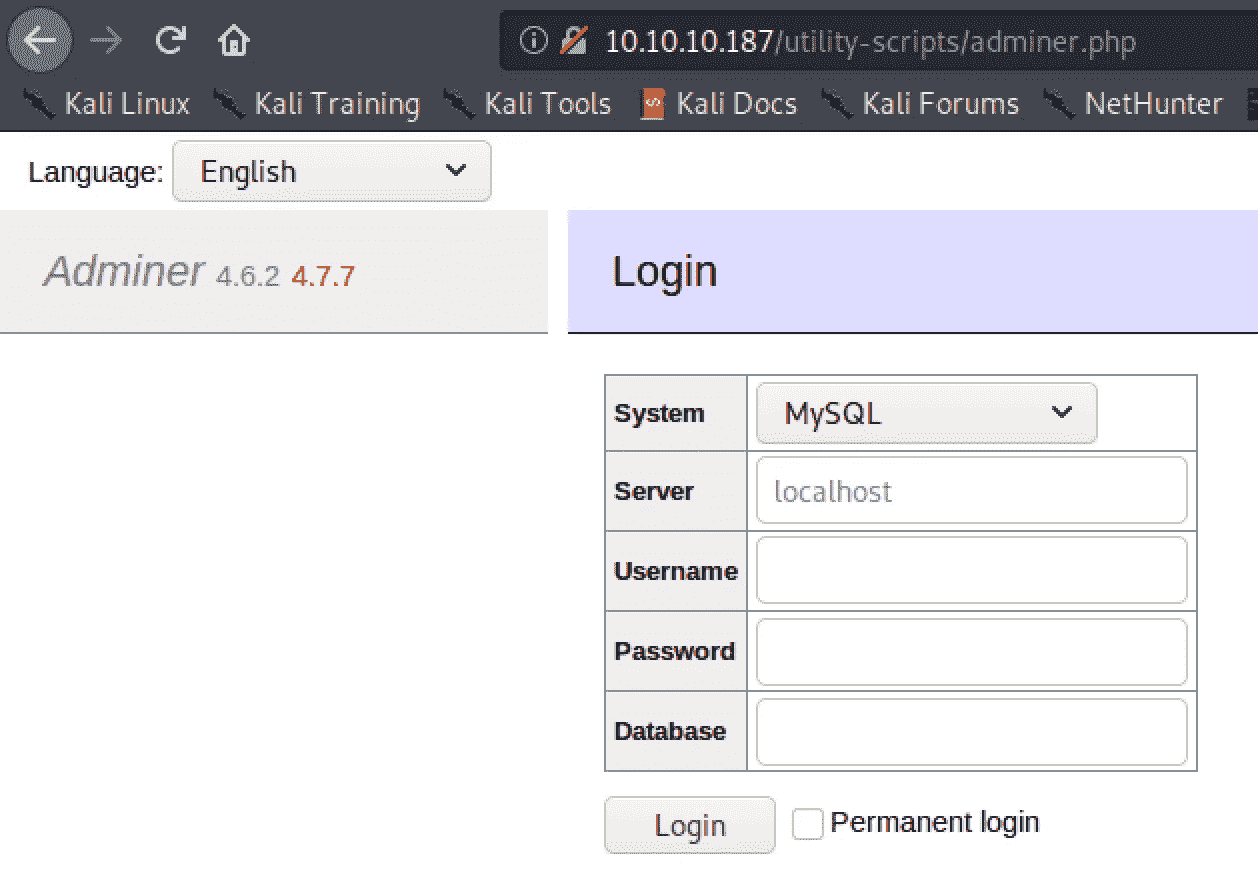 10.10.10.187/utility-scripts/adminer.php
Kali Linux Kali Training Kali Tools Kali Docs Kali Forums NetHunter
Language: English
Adminer 4.6.2 4.7.7
Login
System MySQL
Server localhost
Username
Password
Database
Login Permanent login